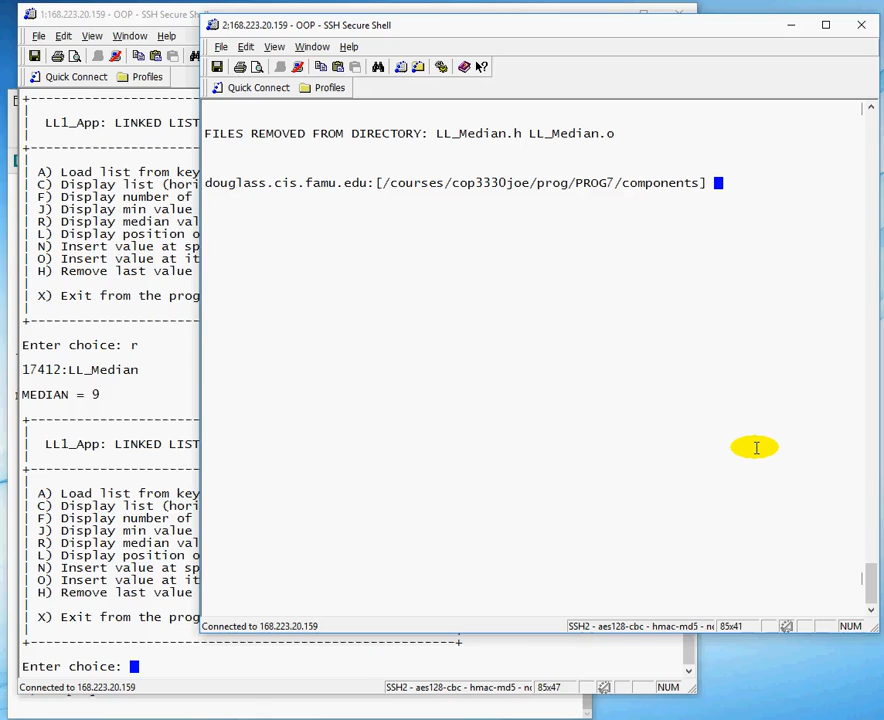 1:168.223.20.159 - OOP - SSH Secure Shell
File Edit View Window Help
Quick Connect Profiles
LL1_App: LINKED LIST
A) Load list from key
C) Display list (hori
F) Display number of
J) Display min value
R) Display median val
L) Display position o
N) Insert value at sp
O) Insert value at it
H) Remove last value
X) Exit from the prog
Enter choice: r
17412:LL_Median
MEDIAN = 9
LL1_App: LINKED LIST
A) Load list from key
C) Display list (hori
F) Display number of
J) Display min value
R) Display median val
L) Display position o
N) Insert value at sp
O) Insert value at it
H) Remove last value
X) Exit from the prog
Enter choice:
Connected to 168.223.20.159 SSH2 - aes128-cbc - hmac-md5 - nc 85x47 NUM
2:168.223.20.159 - OOP - SSH Secure Shell
File Edit View Window Help
Quick Connect Profiles
FILES REMOVED FROM DIRECTORY: LL_Median.h LL_Median.o
douglass.cis.famu.edu:[/courses/cop3330joe/prog/PROG7/components]
Connected to 168.223.20.159 SSH2 - aes128-cbc - hmac-md5 - nc 85x41 NUM